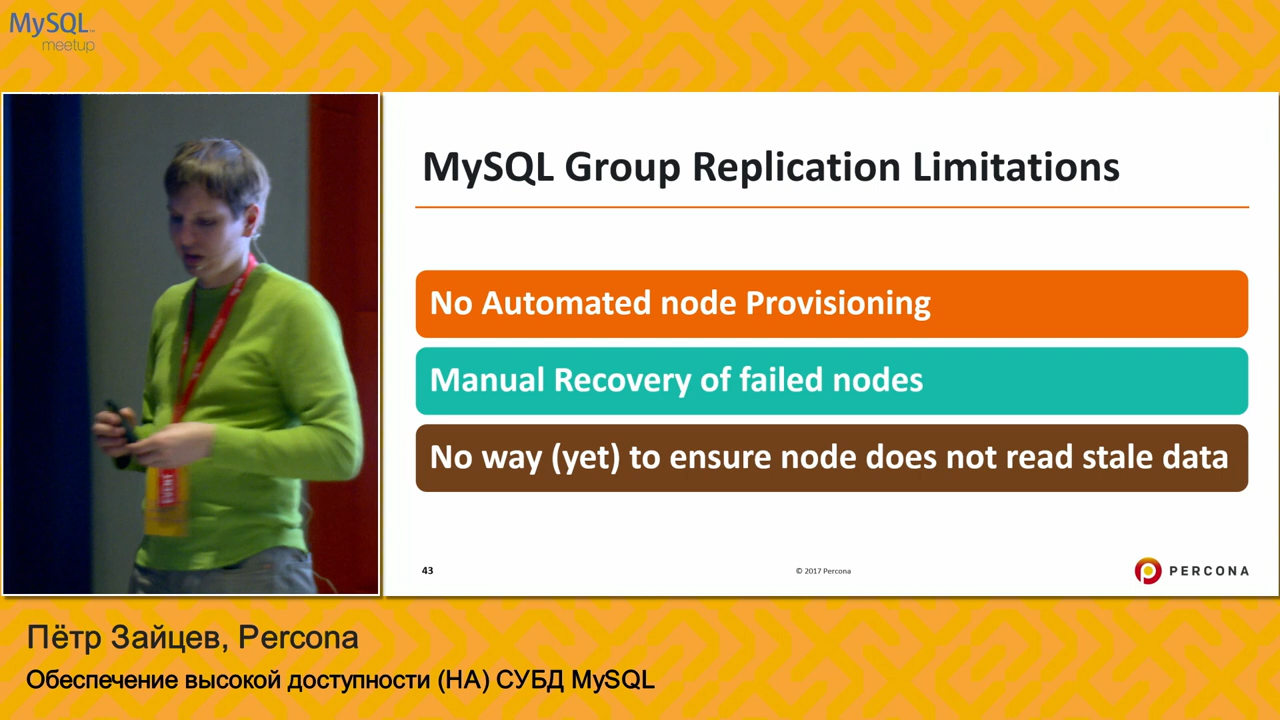 MySQL
meetup
MySQL Group Replication Limitations
No Automated node Provisioning
Manual Recovery of failed nodes
No way (yet) to ensure node does not read stale data
43
© 2017 Percona
PERCONA
EVENT
Пётр Зайцев, Percona
Обеспечение высокой доступности (HA) СУБД MySQL